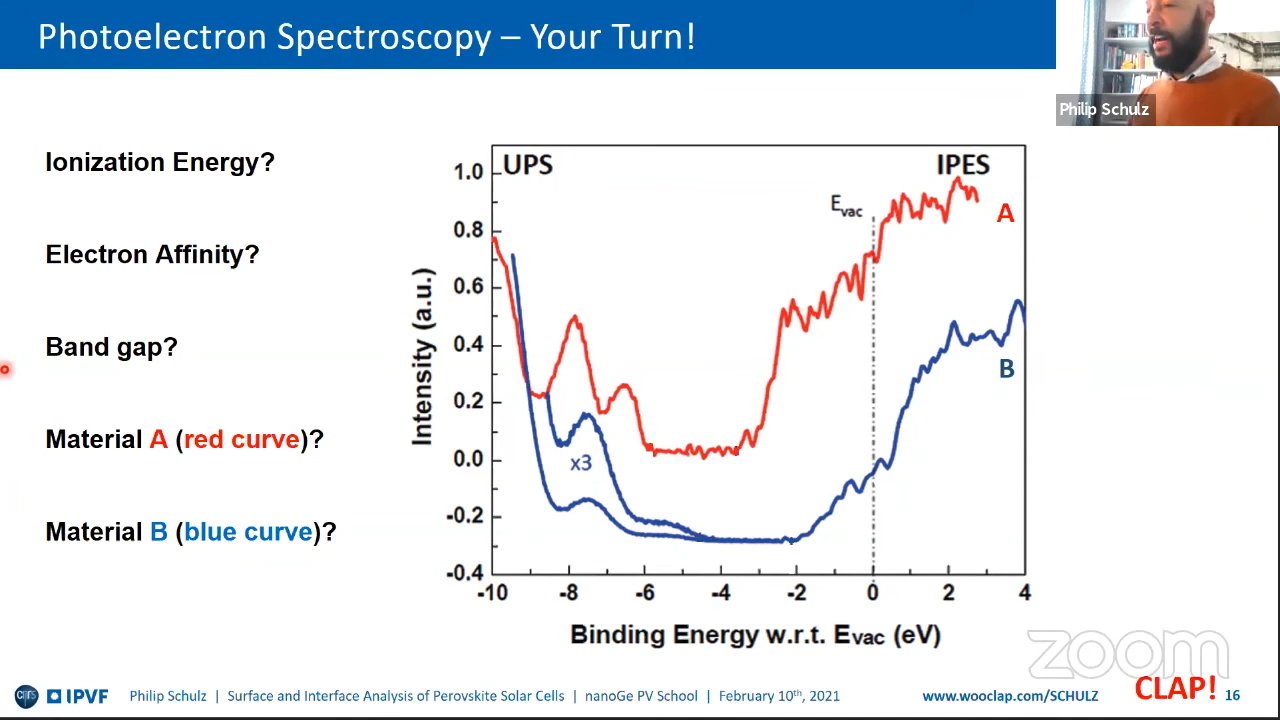 Photoelectron Spectroscopy – Your Turn!
Philip Schulz
Ionization Energy?
Electron Affinity?
Band gap?
Material A (red curve)?
Material B (blue curve)?
UPS
IPES
Evac
A
B
x3
Intensity (a.u.)
1.0
0.8
0.6
0.4
0.2
0.0
-0.2
-0.4
-10 -8 -6 -4 -2 0 2 4
Binding Energy w.r.t. Evac (eV)
zoom
cnrs IPVF Philip Schulz | Surface and Interface Analysis of Perovskite Solar Cells | nanoGe PV School | February 10th, 2021 www.wooclap.com/SCHULZ CLAP! 16